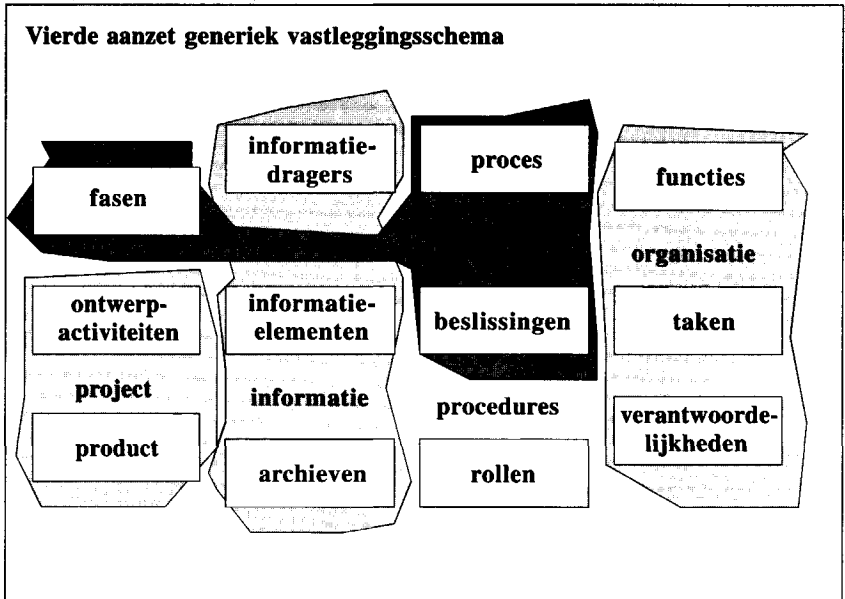 Vierde aanzet generiek vastleggingsschema
fasen
informatie-
dragers
proces
functies
organisatie
ontwerp-
activiteiten
informatie-
elementen
beslissingen
taken
project
informatie
procedures
verantwoorde-
lijkheden
product
archieven
rollen